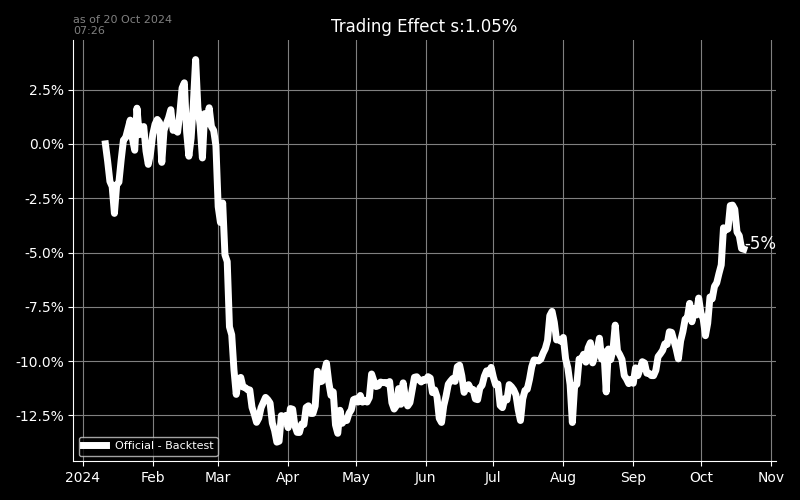 as of 20 Oct 2024
07:26
Trading Effect s:1.05%
2.5%
0.0%
-2.5%
-5.0%
-7.5%
-10.0%
-12.5%
-5%
Official - Backtest
2024 Feb Mar Apr May Jun Jul Aug Sep Oct Nov